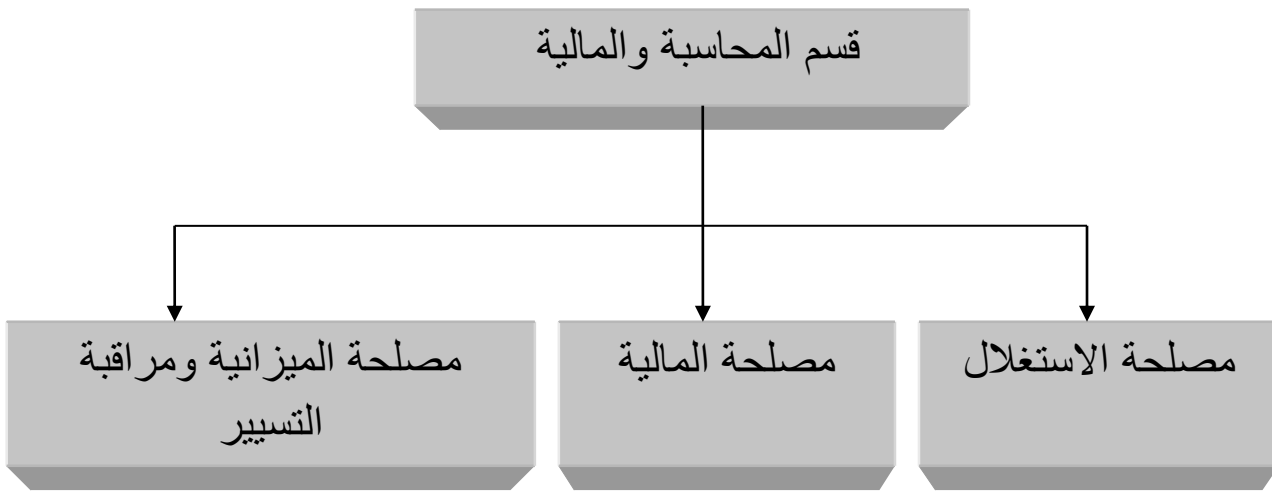 قسم المحاسبة والمالية
مصلحة الاستغلال
مصلحة المالية
مصلحة الميزانية ومراقبة
التسيير